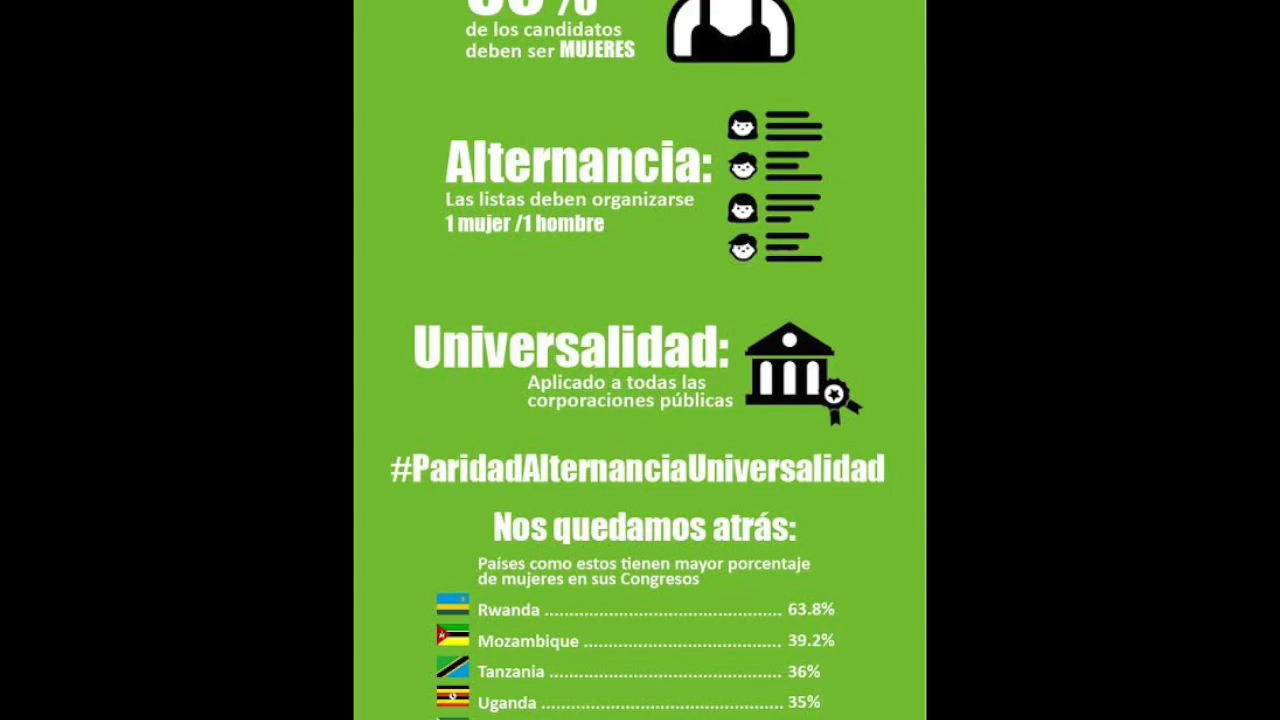 de los candidatos
deben ser MUJERES
Alternancia:
Las listas deben organizarse
1 mujer /1 hombre
Universalidad:
Aplicado a todas las
corporaciones públicas
#ParidadAlternanciaUniversalidad
Nos quedamos atrás:
Países como estos tienen mayor porcentaje
de mujeres en sus Congresos
Rwanda ........................................................ 63.8%
Mozambique .............................................. 39.2%
Tanzania ...................................................... 36%
Uganda ........................................................ 35%